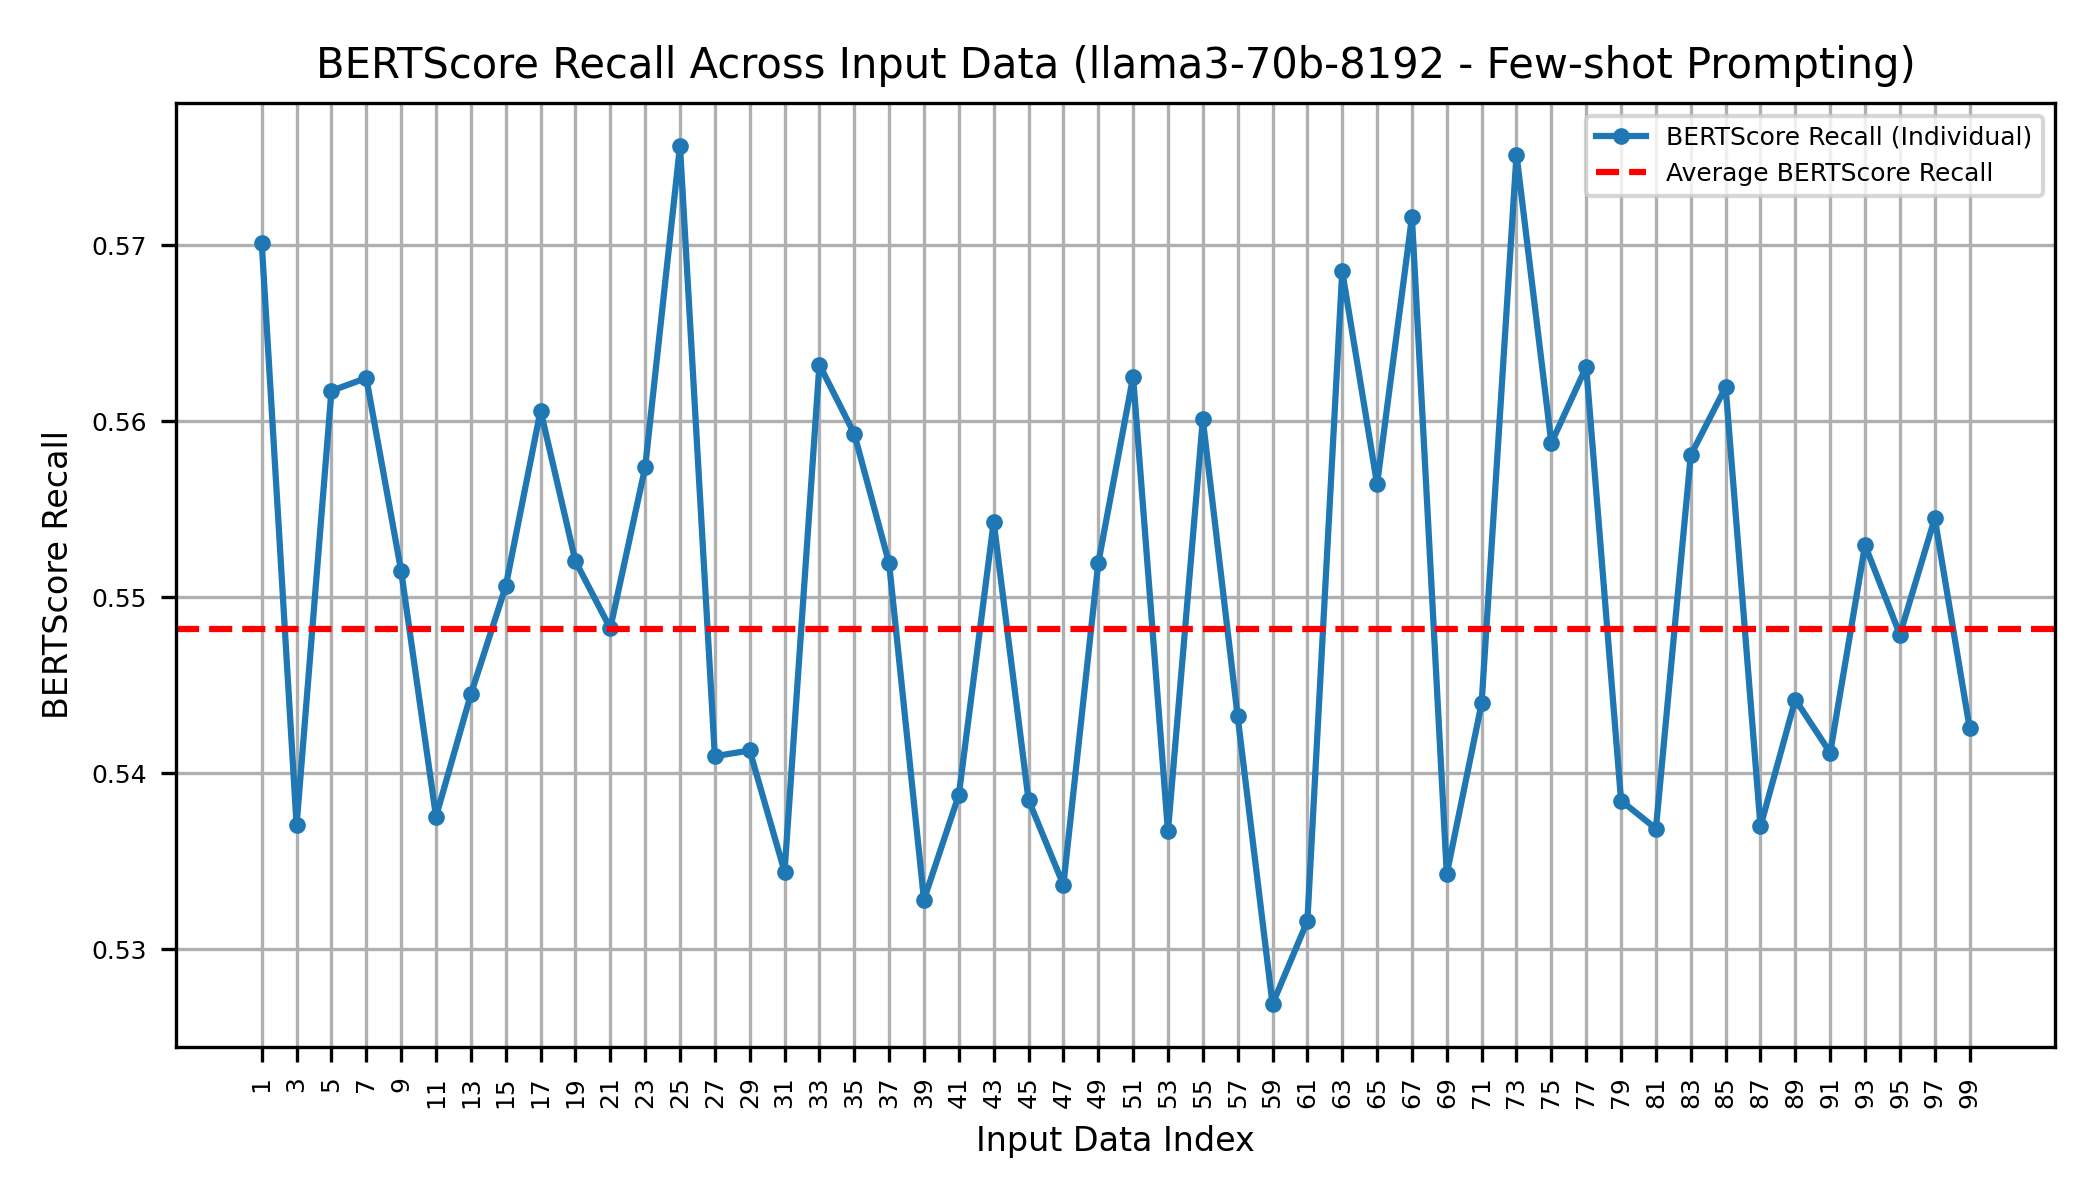 BERTScore Recall Across Input Data (llama3-70b-8192 - Few-shot Prompting)
BERTScore Recall (Individual)
Average BERTScore Recall
BERTScore Recall
0.57
0.56
0.55
0.54
0.53
1 3 5 7 9 11 13 15 17 19 21 23 25 27 29 31 33 35 37 39 41 43 45 47 49 51 53 55 57 59 61 63 65 67 69 71 73 75 77 79 81 83 85 87 89 91 93 95 97 99
Input Data Index